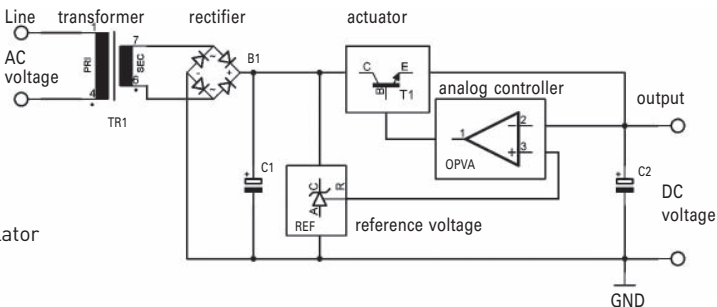 Line transformer rectifier actuator
AC
voltage
1
4
PRI
SEC
7
6
TR1
B1
~
~
-
+
C E
B T1
analog controller
1
2
3
-
+
OPVA
output
+
C1
C R
A
REF
reference voltage
+
C2
DC
voltage
ator
GND